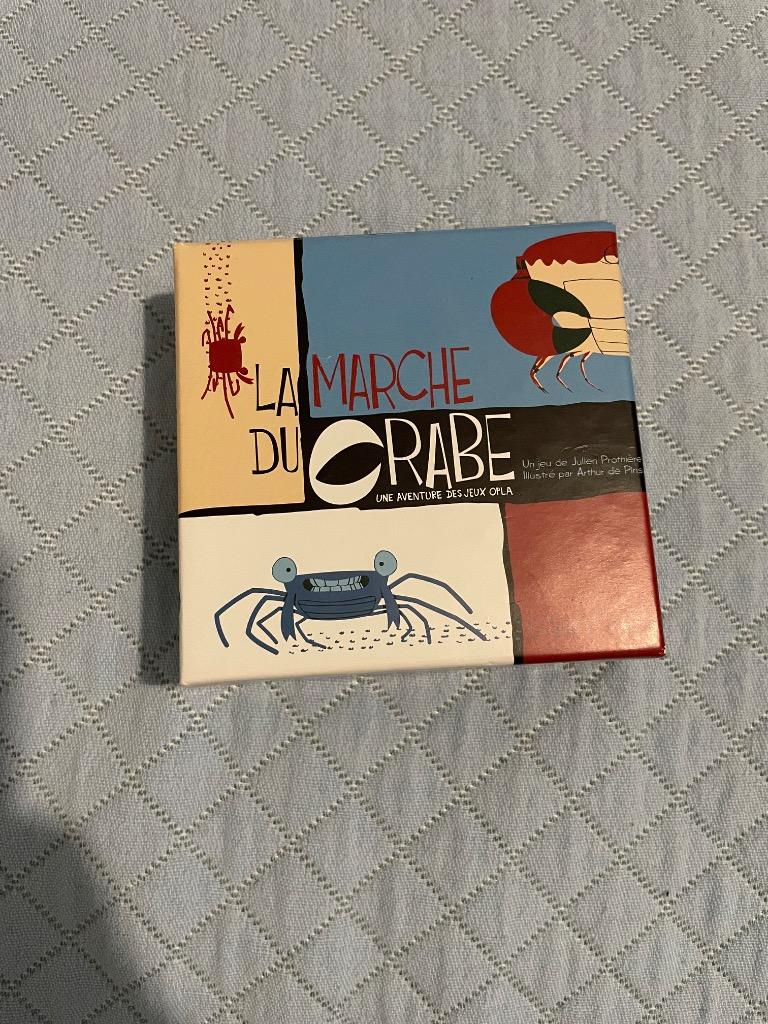 LA MARCHE
DU CRABE
UNE AVENTURE DES JEUX OPLA
Un jeu de Julien Prothière
Illustré par Arthur de Pins